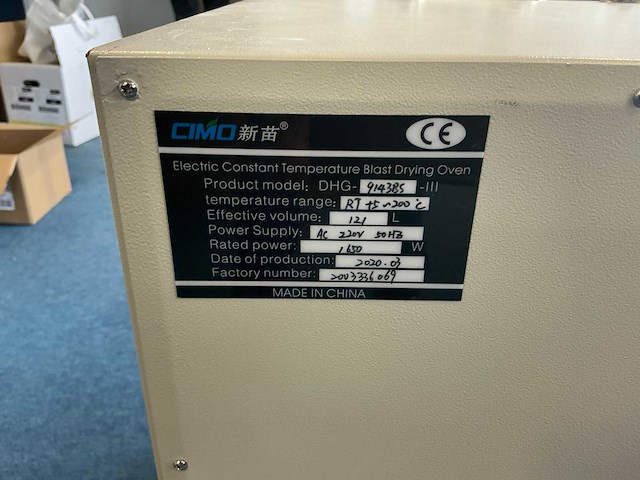 CIMO 新苗® CE
Electric Constant Temperature Blast Drying Oven
Product model: DHG-9143BS-III
temperature range: RT+5~200℃
Effective volume: 121 L
Power Supply: AC 220V 50HZ
Rated power: 1650 W
Date of production: 2020.03
Factory number: 20V3336069
MADE IN CHINA